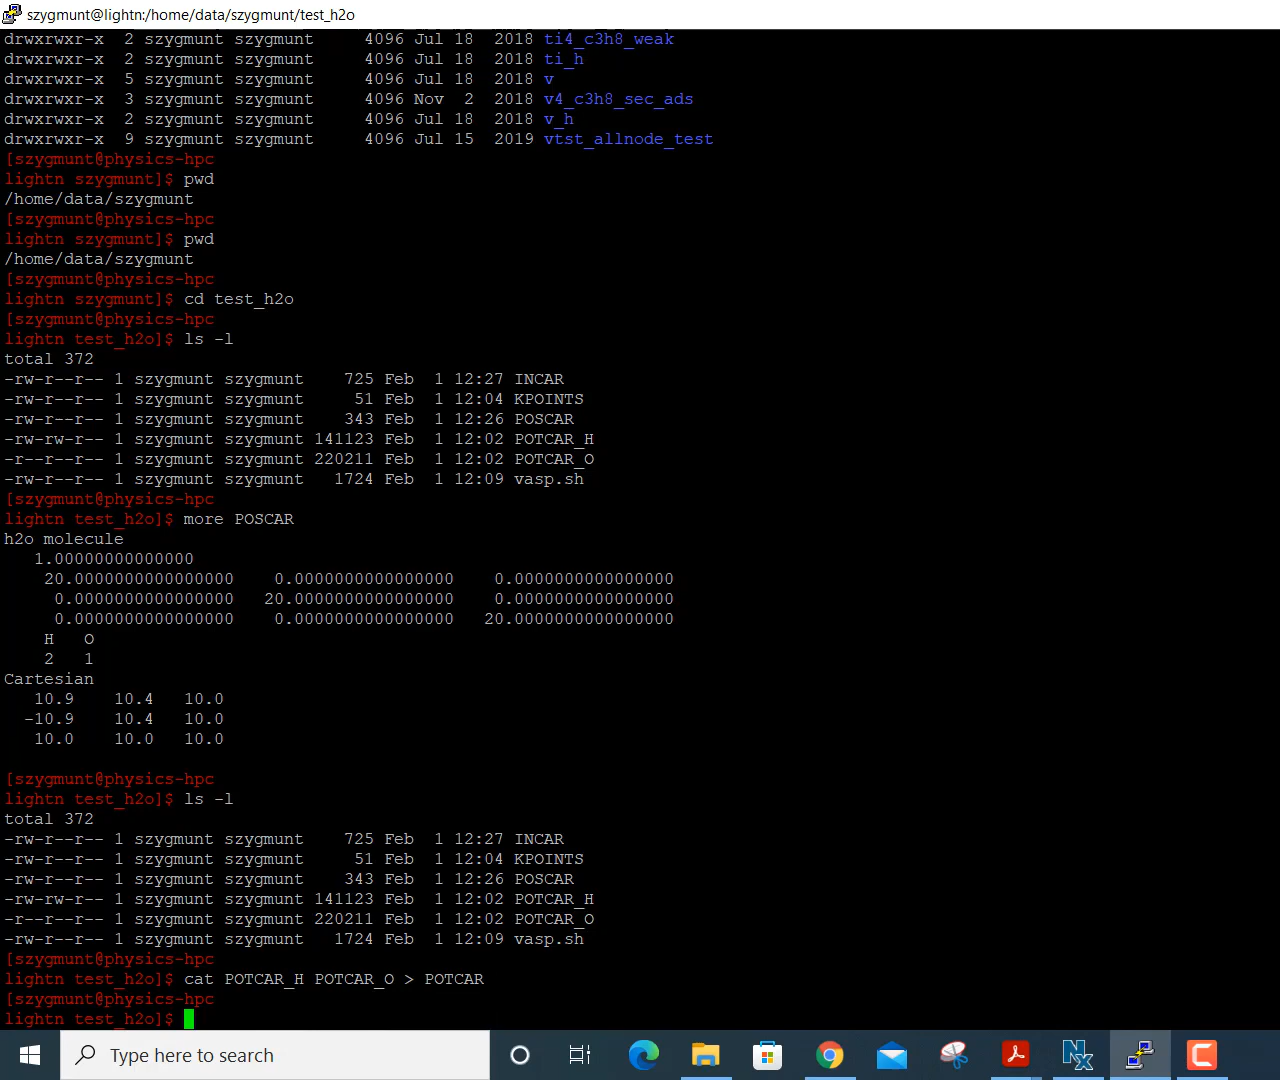 szygmunt@lightn:/home/data/szygmunt/test_h2o
drwxrwxr-x  2 szygmunt szygmunt     4096 Jul 18  2018 ti4_c3h8_weak
drwxrwxr-x  2 szygmunt szygmunt     4096 Jul 18  2018 ti_h
drwxrwxr-x  5 szygmunt szygmunt     4096 Jul 18  2018 v
drwxrwxr-x  3 szygmunt szygmunt     4096 Nov  2  2018 v4_c3h8_sec_ads
drwxrwxr-x  2 szygmunt szygmunt     4096 Jul 18  2018 v_h
drwxrwxr-x  9 szygmunt szygmunt     4096 Jul 15  2019 vtst_allnode_test
[szygmunt@physics-hpc
lightn szygmunt]$ pwd
/home/data/szygmunt
[szygmunt@physics-hpc
lightn szygmunt]$ pwd
/home/data/szygmunt
[szygmunt@physics-hpc
lightn szygmunt]$ cd test_h2o
[szygmunt@physics-hpc
lightn test_h2o]$ ls -l
total 372
-rw-r--r-- 1 szygmunt szygmunt    725 Feb  1 12:27 INCAR
-rw-r--r-- 1 szygmunt szygmunt     51 Feb  1 12:04 KPOINTS
-rw-r--r-- 1 szygmunt szygmunt    343 Feb  1 12:26 POSCAR
-rw-rw-r-- 1 szygmunt szygmunt 141123 Feb  1 12:02 POTCAR_H
-r--r--r-- 1 szygmunt szygmunt 220211 Feb  1 12:02 POTCAR_O
-rw-r--r-- 1 szygmunt szygmunt   1724 Feb  1 12:09 vasp.sh
[szygmunt@physics-hpc
lightn test_h2o]$ more POSCAR
h2o molecule
   1.00000000000000
    20.0000000000000000    0.0000000000000000    0.0000000000000000
     0.0000000000000000   20.0000000000000000    0.0000000000000000
     0.0000000000000000    0.0000000000000000   20.0000000000000000
    H   O
    2   1
Cartesian
   10.9    10.4   10.0
  -10.9    10.4   10.0
   10.0    10.0   10.0
[szygmunt@physics-hpc
lightn test_h2o]$ ls -l
total 372
-rw-r--r-- 1 szygmunt szygmunt    725 Feb  1 12:27 INCAR
-rw-r--r-- 1 szygmunt szygmunt     51 Feb  1 12:04 KPOINTS
-rw-r--r-- 1 szygmunt szygmunt    343 Feb  1 12:26 POSCAR
-rw-rw-r-- 1 szygmunt szygmunt 141123 Feb  1 12:02 POTCAR_H
-r--r--r-- 1 szygmunt szygmunt 220211 Feb  1 12:02 POTCAR_O
-rw-r--r-- 1 szygmunt szygmunt   1724 Feb  1 12:09 vasp.sh
[szygmunt@physics-hpc
lightn test_h2o]$ cat POTCAR_H POTCAR_O > POTCAR
[szygmunt@physics-hpc
lightn test_h2o]$
Type here to search